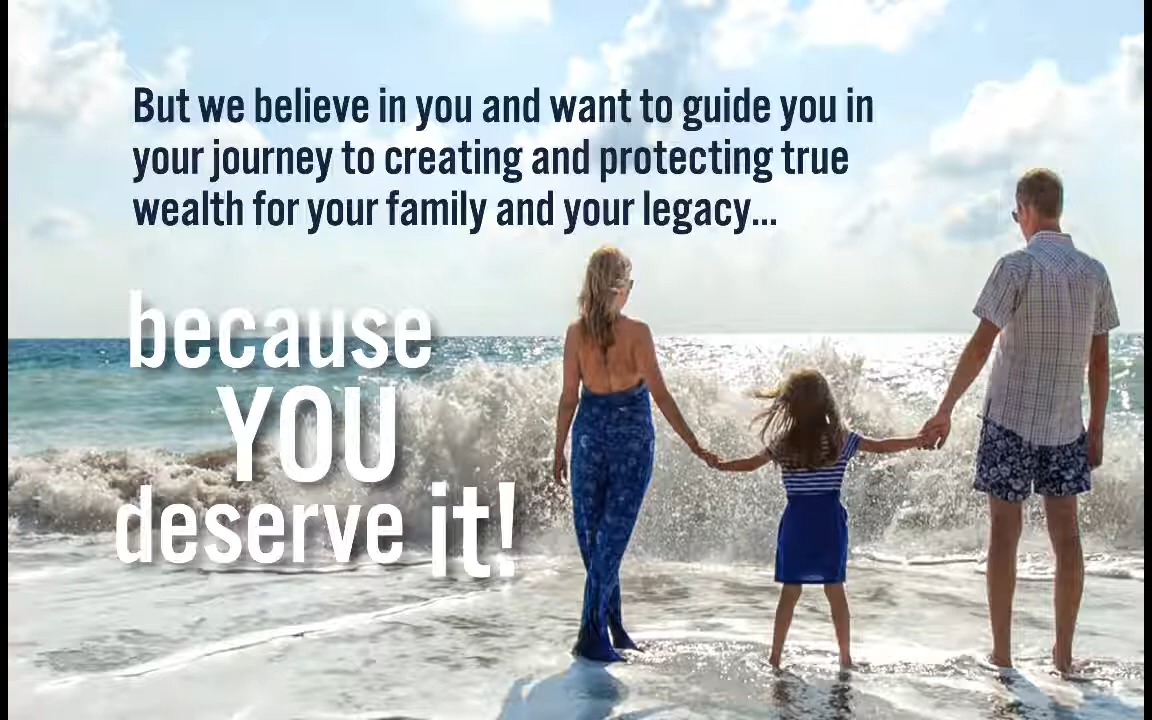 But we believe in you and want to guide you in
your journey to creating and protecting true
wealth for your family and your legacy...
because
YOU
deserve it!